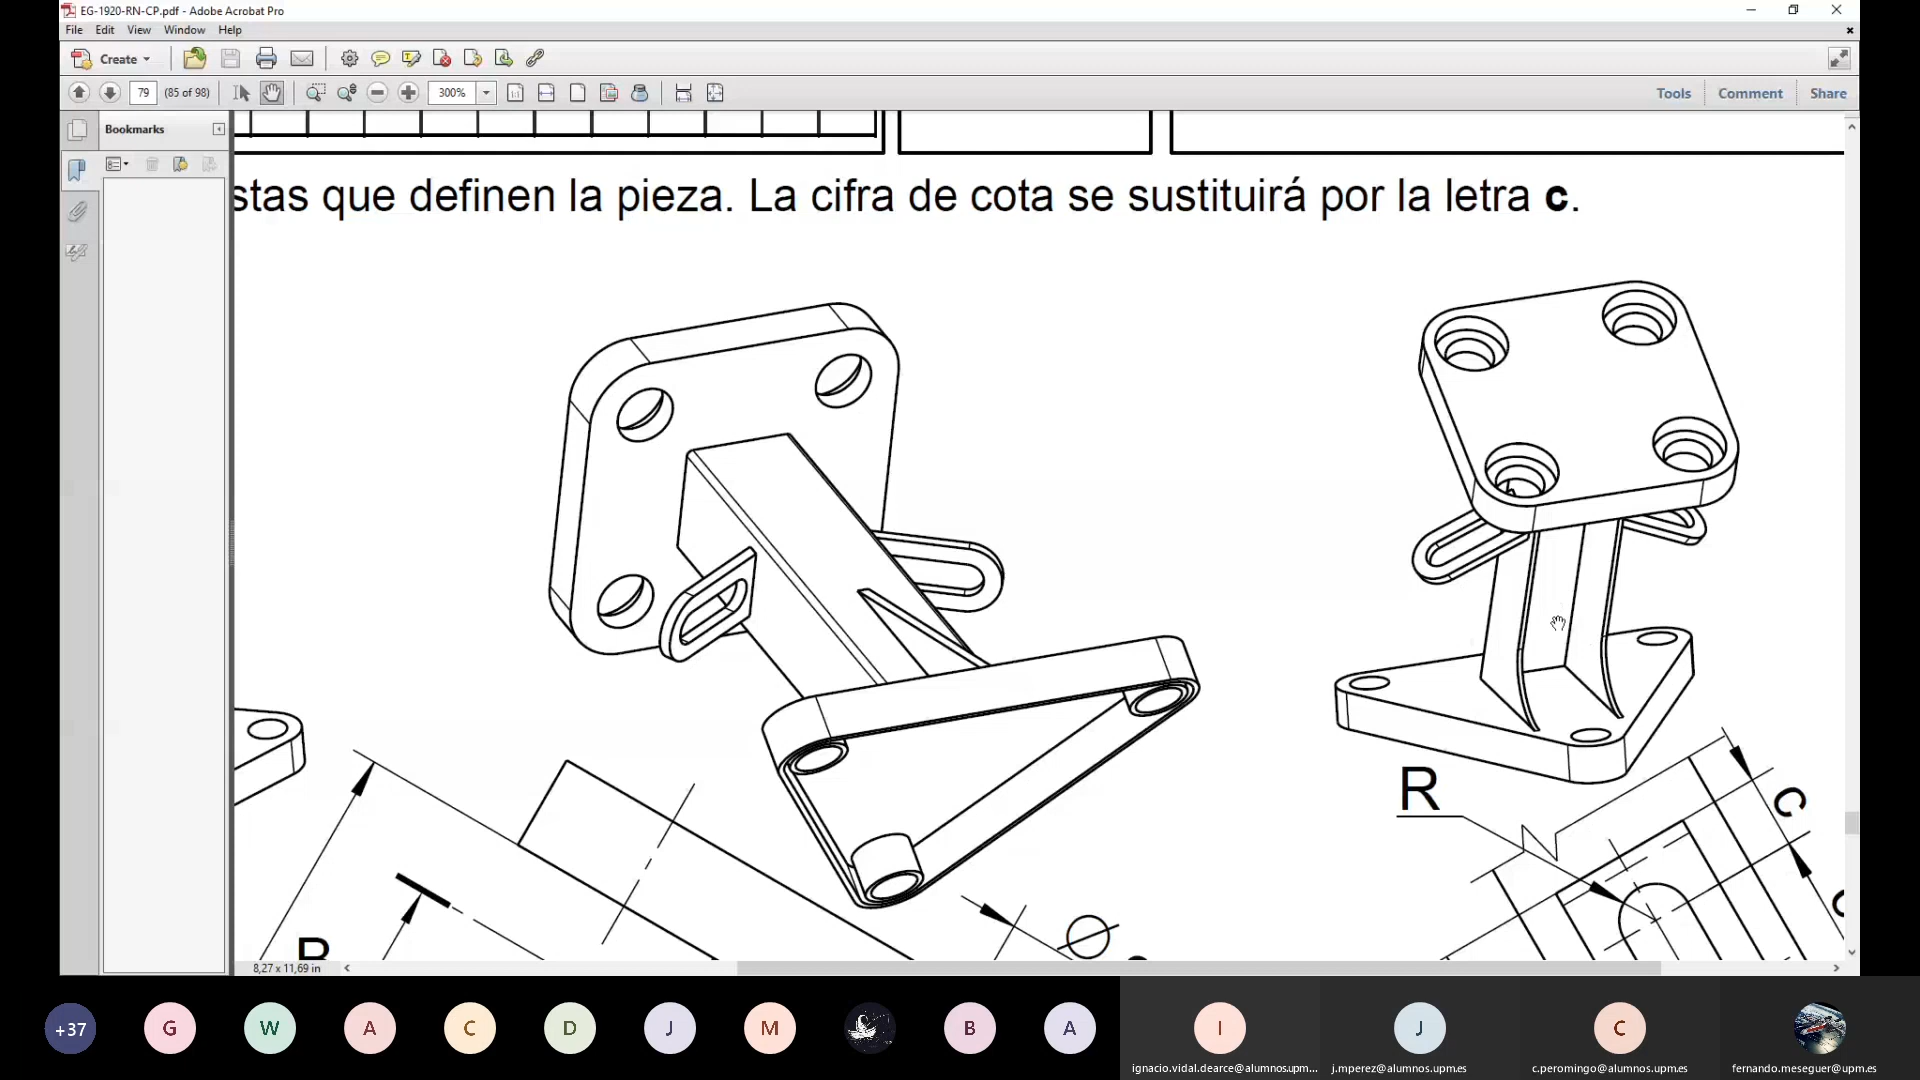 EG-1920-RN-CP.pdf - Adobe Acrobat Pro
File Edit View Window Help
Create
79 (85 of 98) 300% Tools Comment Share
Bookmarks
stas que definen la pieza. La cifra de cota se sustituirá por la letra c.
R
C
R
Ø
8,27 x 11,69 in
+37 G W A C D J M B A I J C
ignacio.vidal.dearce@alumnos.upm... j.mperez@alumnos.upm.es c.peromingo@alumnos.upm.es fernando.meseguer@upm.es